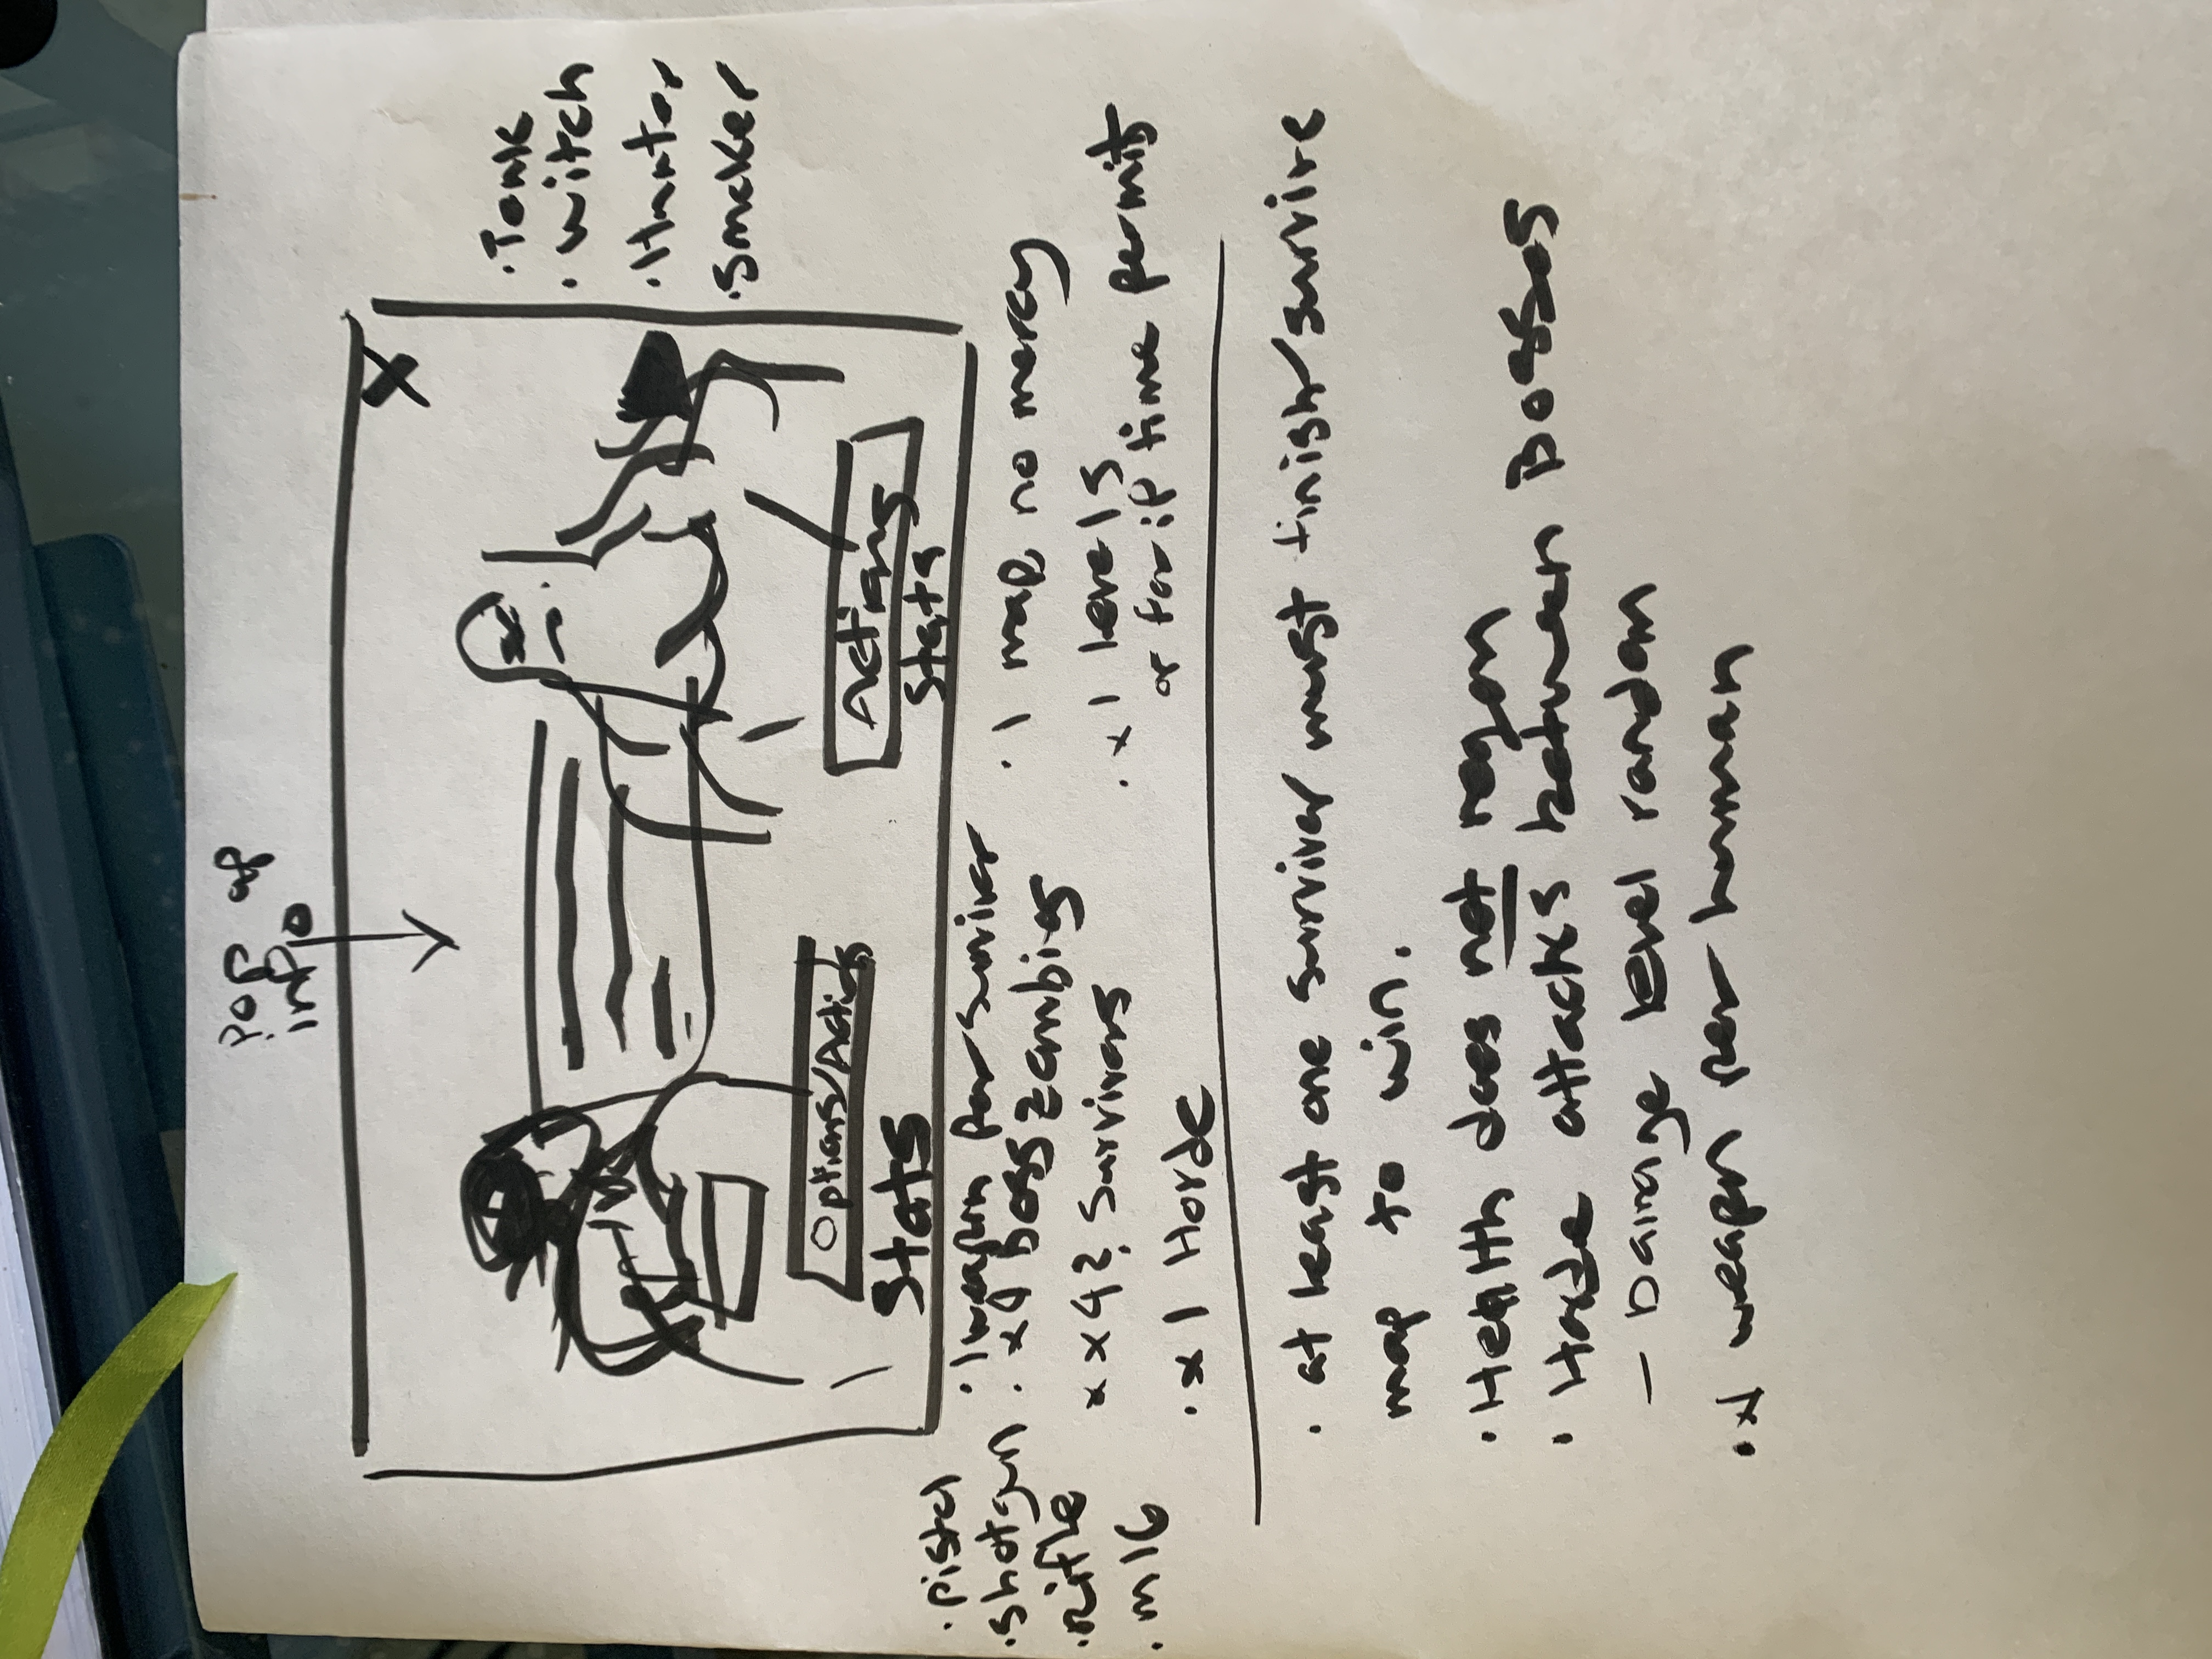 Pop up
info
X
• Tank
• witch
• Hunter
• Smoker
Options/Actions
Stats
Actions
Stats
• pistol
• shotgun
• rifle
• m16
• 1 weapon per surviver
• x4 Boss zombies
x x4? Survivers
• x1 Horde
• 1 map, no mercy
• x1 levels
or for if time permits
• at least one surviver must finish/survive
map to win.
• Health does not regen
• Horde attacks between Bosses
– Damage level random
• x1 weapn per human